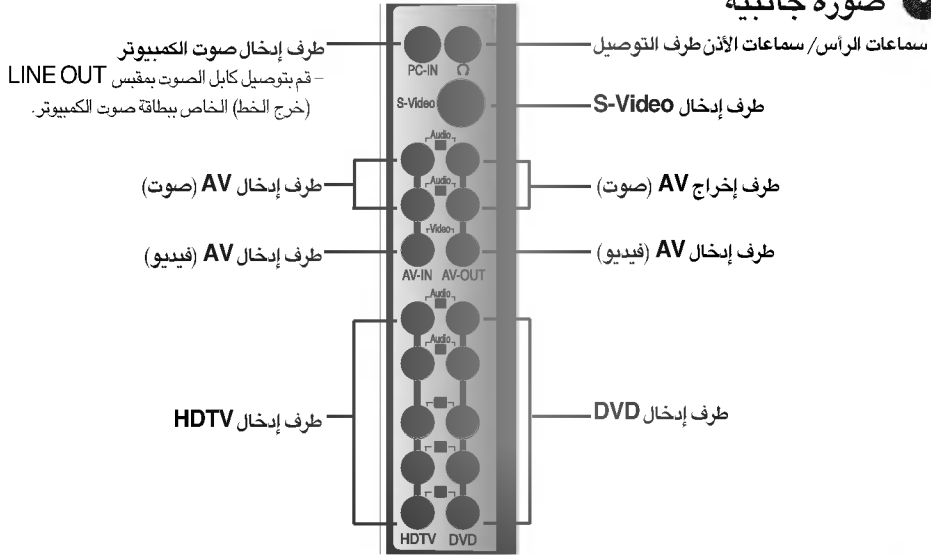 صورة جانبية
سماعات الرأس/ سماعات الأذن طرف التوصيل
طرف إدخال صوت الكمبيوتر
– قم بتوصيل كابل الصوت بمقبس LINE OUT
(خرج الخط) الخاص ببطاقة صوت الكمبيوتر.
PC-IN
S-Video
طرف إدخال S-Video
Audio
طرف إدخال AV (صوت)
طرف إخراج AV (صوت)
Audio
Video
طرف إدخال AV (فيديو)
طرف إدخال AV (فيديو)
AV-IN AV-OUT
Audio
Audio
طرف إدخال HDTV
طرف إدخال DVD
HDTV DVD